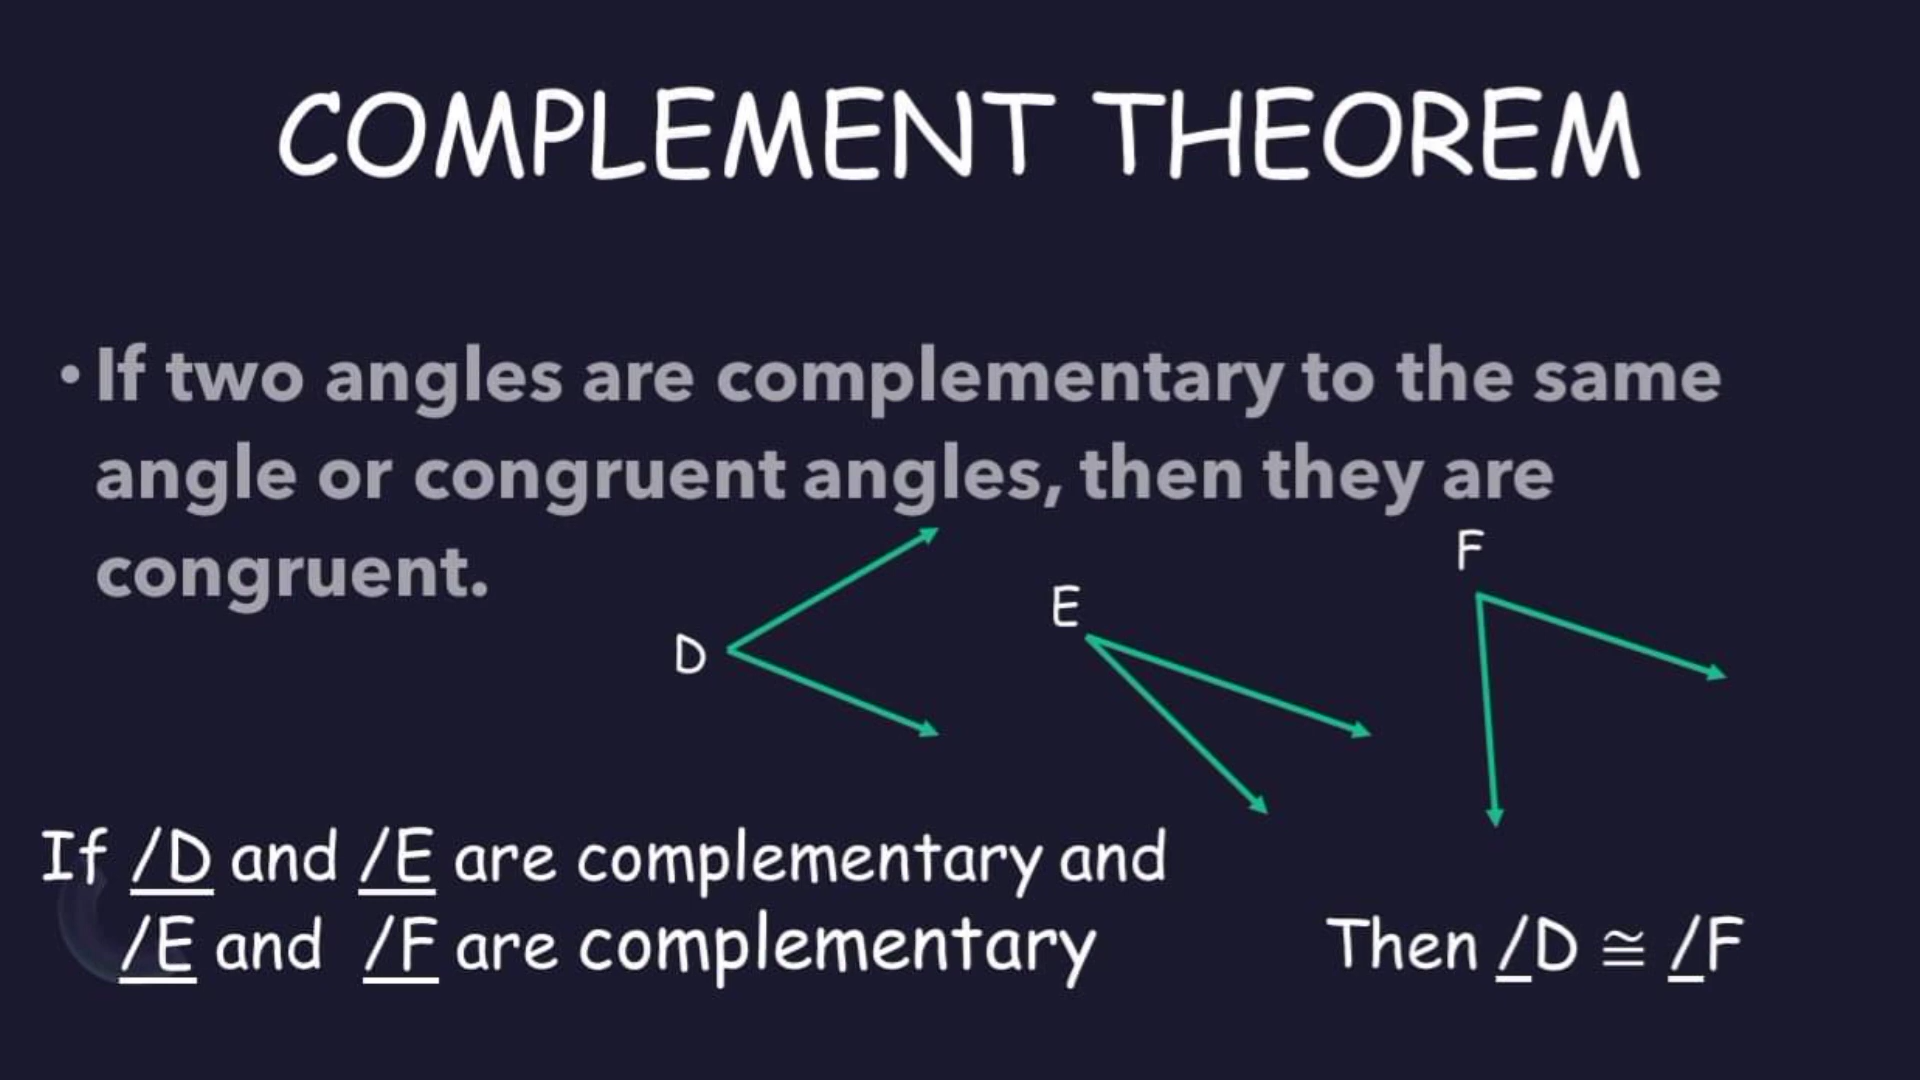 COMPLEMENT THEOREM
• If two angles are complementary to the same
angle or congruent angles, then they are
congruent.
F
E
D
If /D and /E are complementary and
/E and /F are complementary
Then /D ≅ /F